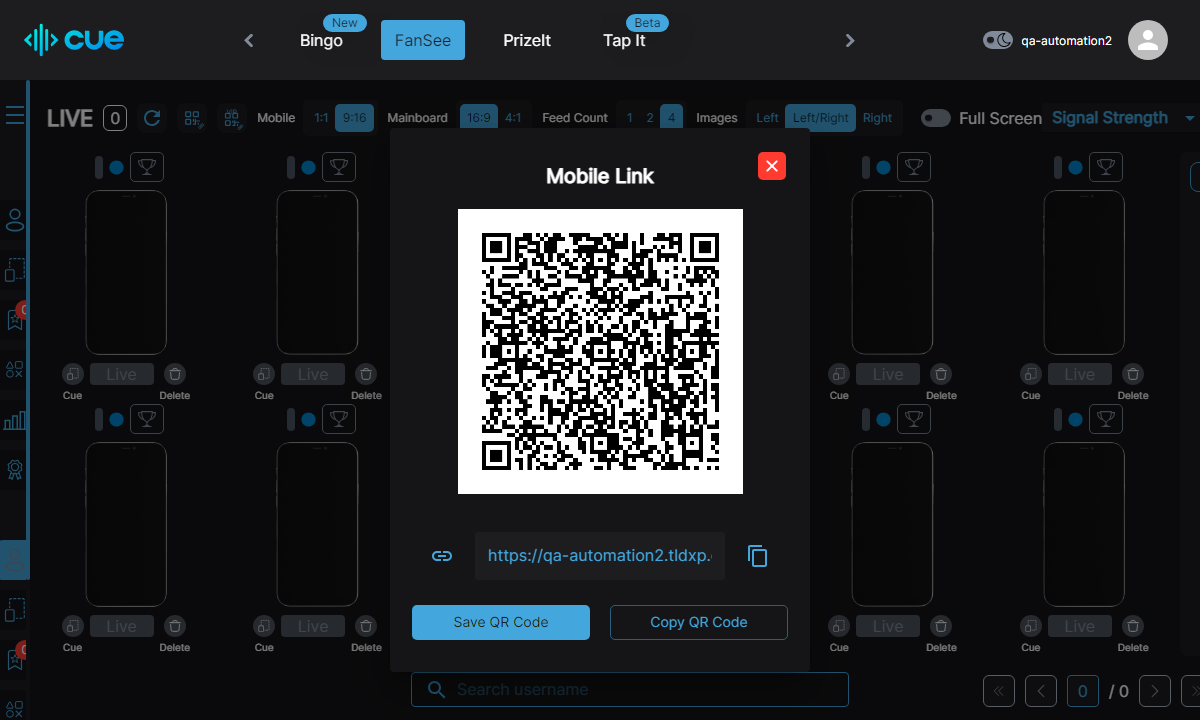 cue
Bingo
New
FanSee
PrizeIt
Tap It
Beta
qa-automation2
LIVE 0
Mobile 1:1 9:16 Mainboard 16:9 4:1 Feed Count 1 2 4 Images Left Left/Right Right Full Screen Signal Strength
Mobile Link
Live Live Live Live
Cue Delete Cue Delete Cue Delete Cue Delete
https://qa-automation2.tldxp.
Save QR Code Copy QR Code
Live Live Live Live
Cue Delete Cue Delete Cue Delete Cue Delete
Search username
0 / 0